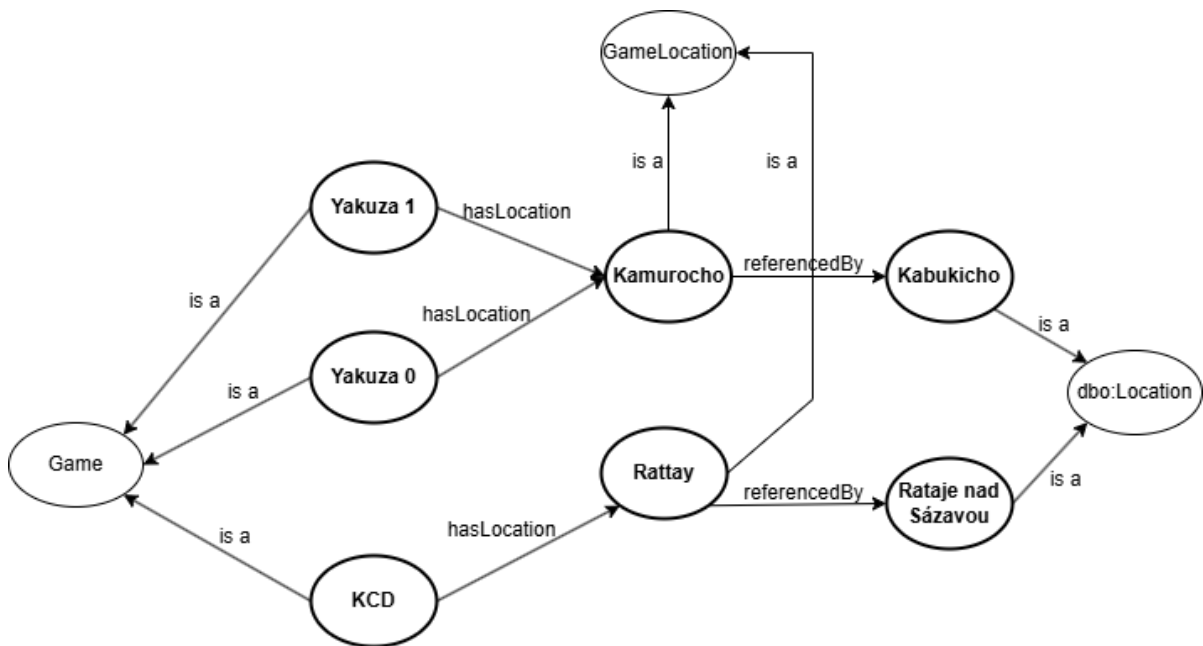 GameLocation
is a
is a
Yakuza 1
hasLocation
Kamurocho
referencedBy
Kabukicho
is a
is a
hasLocation
Yakuza 0
is a
dbo:Location
Game
Rattay
referencedBy
Rataje nad
Sázavou
is a
hasLocation
is a
KCD